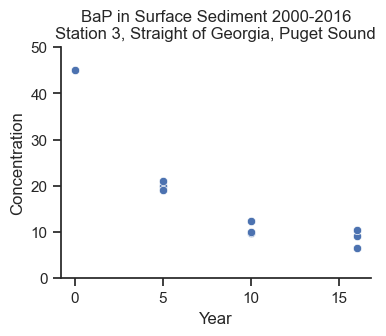 BaP in Surface Sediment 2000-2016
Station 3, Straight of Georgia, Puget Sound
50
40
30
20
10
0
Concentration
0 5 10 15
Year